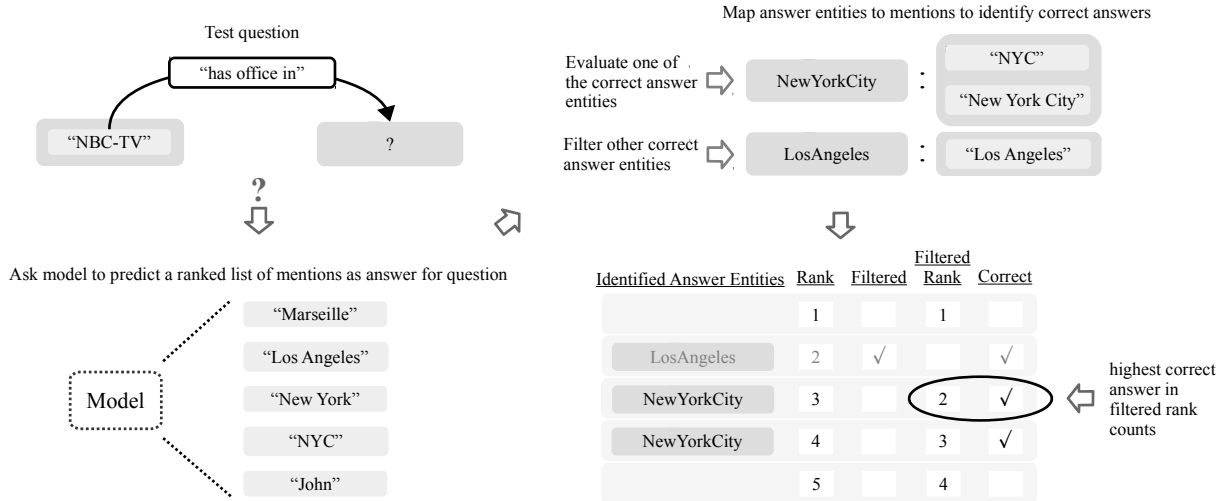 Test question
“has office in”
“NBC-TV”
?
?
Ask model to predict a ranked list of mentions as answer for question
Model
“Marseille”
“Los Angeles”
“New York”
“NYC”
“John”
Map answer entities to mentions to identify correct answers
Evaluate one of
the correct answer
entities
NewYorkCity
:
“NYC”
“New York City”
Filter other correct
answer entities
LosAngeles
:
“Los Angeles”
Identified Answer Entities Rank Filtered Filtered Rank Correct
1 1
LosAngeles 2 √ √
NewYorkCity 3 2 √
NewYorkCity 4 3 √
5 4
highest correct
answer in
filtered rank
counts